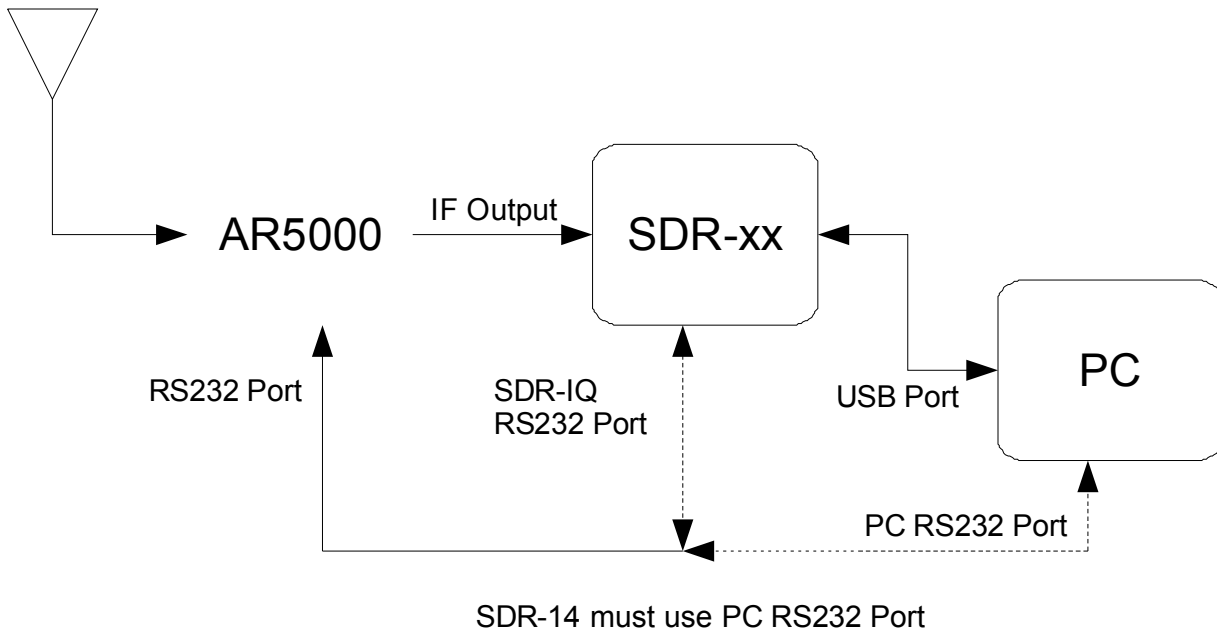 IF Output
AR5000
SDR-xx
RS232 Port
SDR-IQ
RS232 Port
USB Port
PC
PC RS232 Port
SDR-14 must use PC RS232 Port